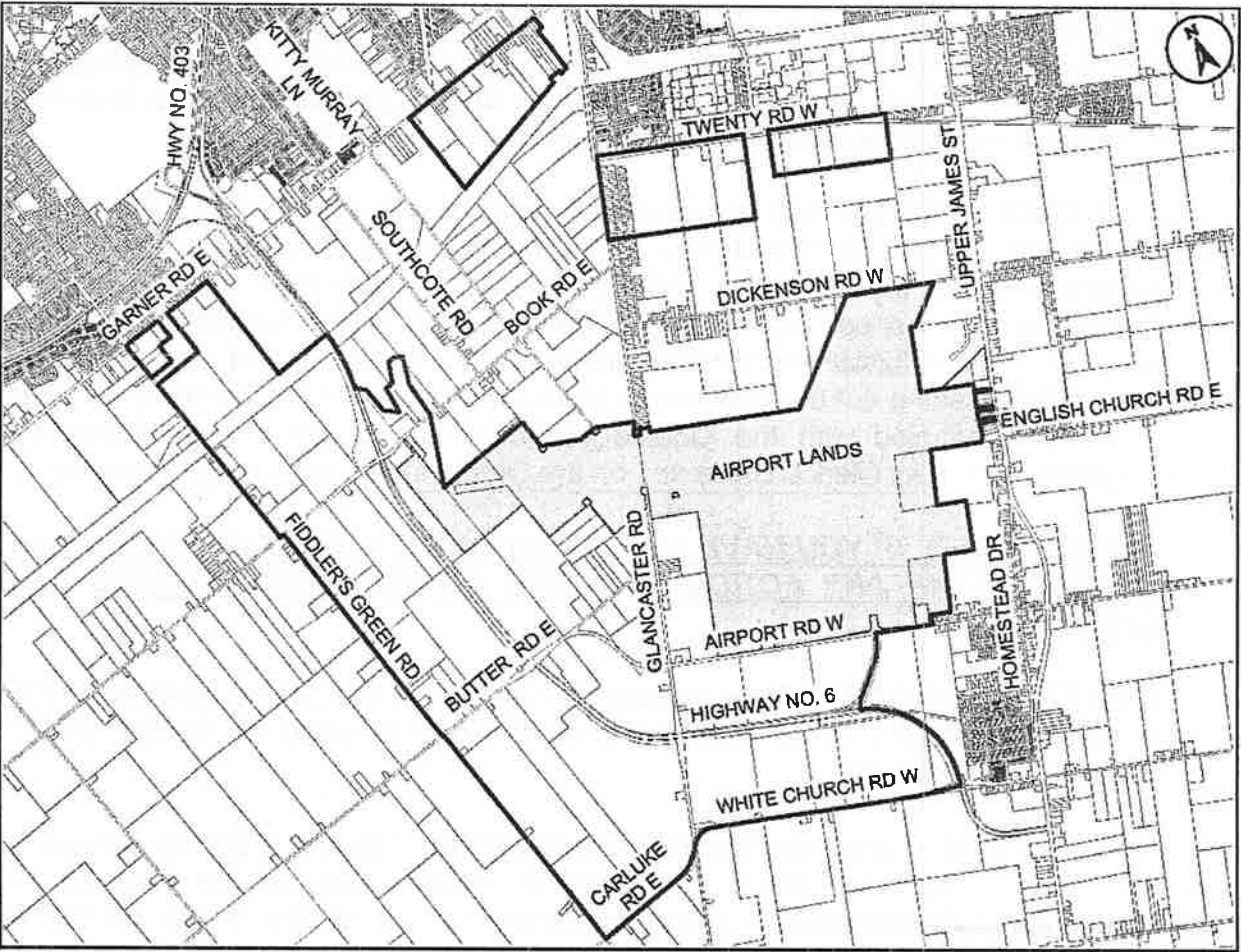 N
HWY NO. 403
KITTY MURRAY
LN
TWENTY RD W
UPPER JAMES ST
GARNER RD E
SOUTHCOTE RD
BOOK RD E
DICKENSON RD W
ENGLISH CHURCH RD E
AIRPORT LANDS
FIDDLER'S GREEN RD
GLANCASTER RD
HOMESTEAD DR
BUTTER RD E
AIRPORT RD W
HIGHWAY NO. 6
WHITE CHURCH RD W
CARLUKE
RD E